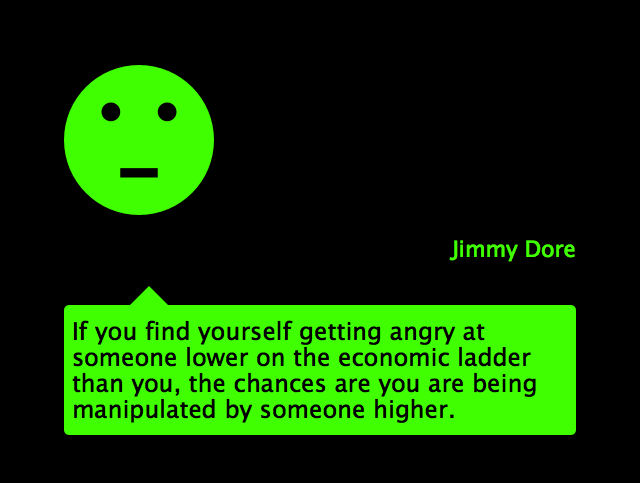 Jimmy Dore
If you find yourself getting angry at
someone lower on the economic ladder
than you, the chances are you are being
manipulated by someone higher.